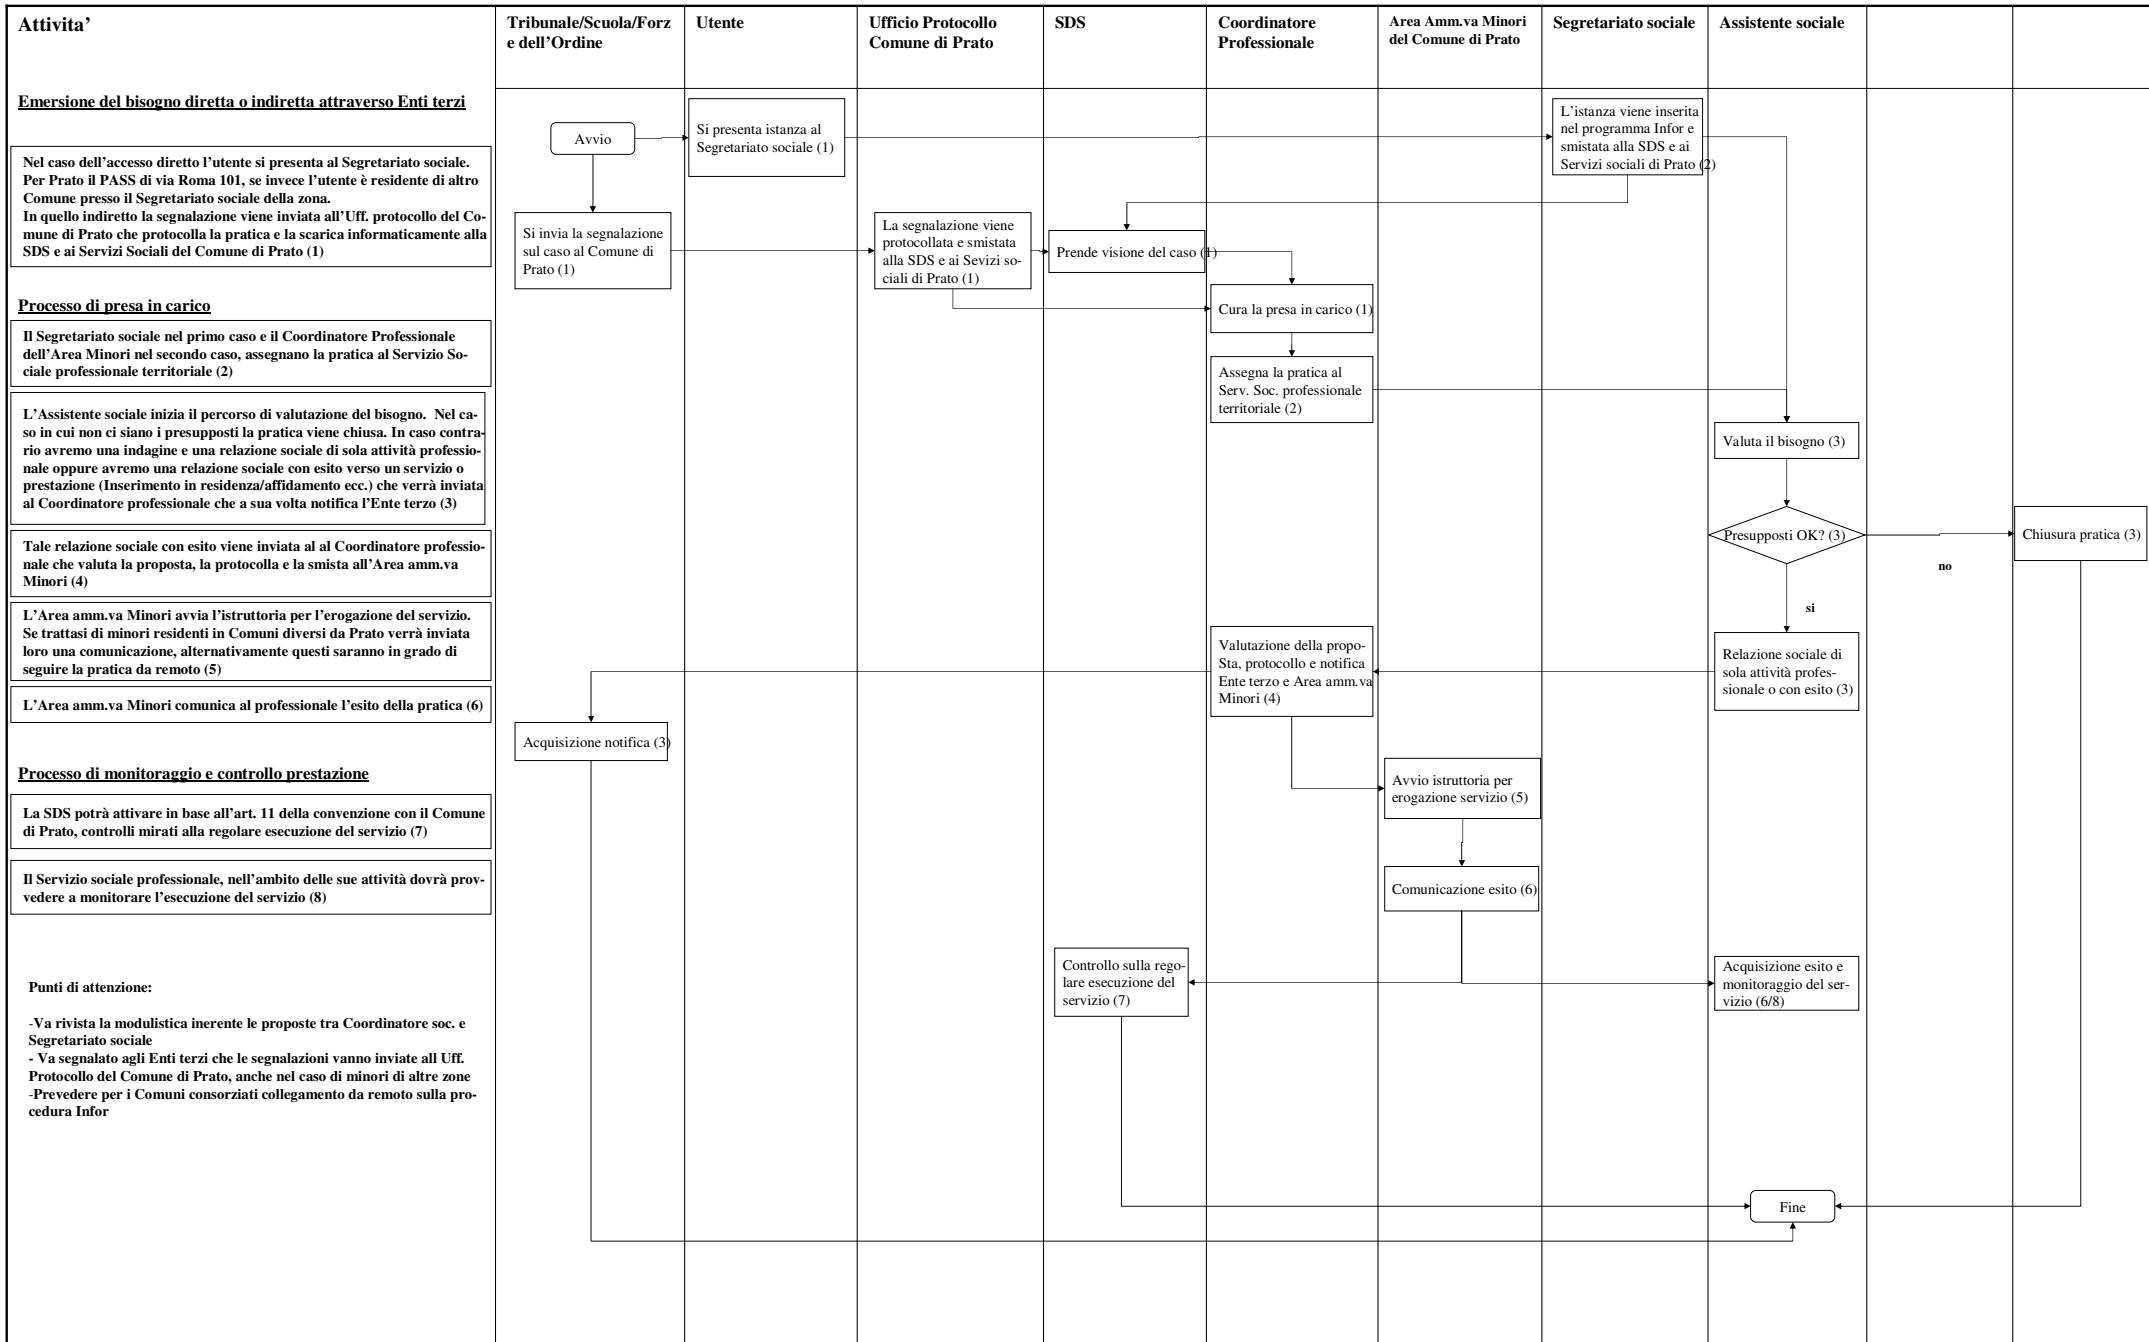 Attivita’
Tribunale/Scuola/Forz
e dell’Ordine
Utente
Ufficio Protocollo
Comune di Prato
SDS
Coordinatore
Professionale
Area Amm.va Minori
del Comune di Prato
Segretariato sociale
Assistente sociale
Emersione del bisogno diretta o indiretta attraverso Enti terzi
Nel caso dell’accesso diretto l’utente si presenta al Segretariato sociale.
Per Prato il PASS di via Roma 101, se invece l’utente è residente di altro
Comune presso il Segretariato sociale della zona.
In quello indiretto la segnalazione viene inviata all’Uff. protocollo del Co-
mune di Prato che protocolla la pratica e la scarica informaticamente alla
SDS e ai Servizi Sociali del Comune di Prato (1)
Processo di presa in carico
Il Segretariato sociale nel primo caso e il Coordinatore Professionale
dell’Area Minori nel secondo caso, assegnano la pratica al Servizio So-
ciale professionale territoriale (2)
L’Assistente sociale inizia il percorso di valutazione del bisogno.  Nel ca-
so in cui non ci siano i presupposti la pratica viene chiusa. In caso contra-
rio avremo una indagine e una relazione sociale di sola attività professio-
nale oppure avremo una relazione sociale con esito verso un servizio o
prestazione (Inserimento in residenza/affidamento ecc.) che verrà inviata
al Coordinatore professionale che a sua volta notifica l’Ente terzo (3)
Tale relazione sociale con esito viene inviata al al Coordinatore professio-
nale che valuta la proposta, la protocolla e la smista all’Area amm.va
Minori (4)
L’Area amm.va Minori avvia l’istruttoria per l’erogazione del servizio.
Se trattasi di minori residenti in Comuni diversi da Prato verrà inviata
loro una comunicazione, alternativamente questi saranno in grado di
seguire la pratica da remoto (5)
L’Area amm.va Minori comunica al professionale l’esito della pratica (6)
Processo di monitoraggio e controllo prestazione
La SDS potrà attivare in base all’art. 11 della convenzione con il Comune
di Prato, controlli mirati alla regolare esecuzione del servizio (7)
Il Servizio sociale professionale, nell’ambito delle sue attività dovrà prov-
vedere a monitorare l’esecuzione del servizio (8)
Punti di attenzione:
-Va rivista la modulistica inerente le proposte tra Coordinatore soc. e
Segretariato sociale
- Va segnalato agli Enti terzi che le segnalazioni vanno inviate all Uff.
Protocollo del Comune di Prato, anche nel caso di minori di altre zone
-Prevedere per i Comuni consorziati collegamento da remoto sulla pro-
cedura Infor
Avvio
Si presenta istanza al
Segretariato sociale (1)
L’istanza viene inserita
nel programma Infor e
smistata alla SDS e ai
Servizi sociali di Prato (2)
Si invia la segnalazione
sul caso al Comune di
Prato (1)
La segnalazione viene
protocollata e smistata
alla SDS e ai Sevizi so-
ciali di Prato (1)
Prende visione del caso (1)
Cura la presa in carico (1)
Assegna la pratica al
Serv. Soc. professionale
territoriale (2)
Valuta il bisogno (3)
Presupposti OK? (3)
no
Chiusura pratica (3)
si
Relazione sociale di
sola attività profes-
sionale o con esito (3)
Valutazione della propo-
Sta, protocollo e notifica
Ente terzo e Area amm.va
Minori (4)
Acquisizione notifica (3)
Avvio istruttoria per
erogazione servizio (5)
Comunicazione esito (6)
Controllo sulla rego-
lare esecuzione del
servizio (7)
Acquisizione esito e
monitoraggio del ser-
vizio (6/8)
Fine